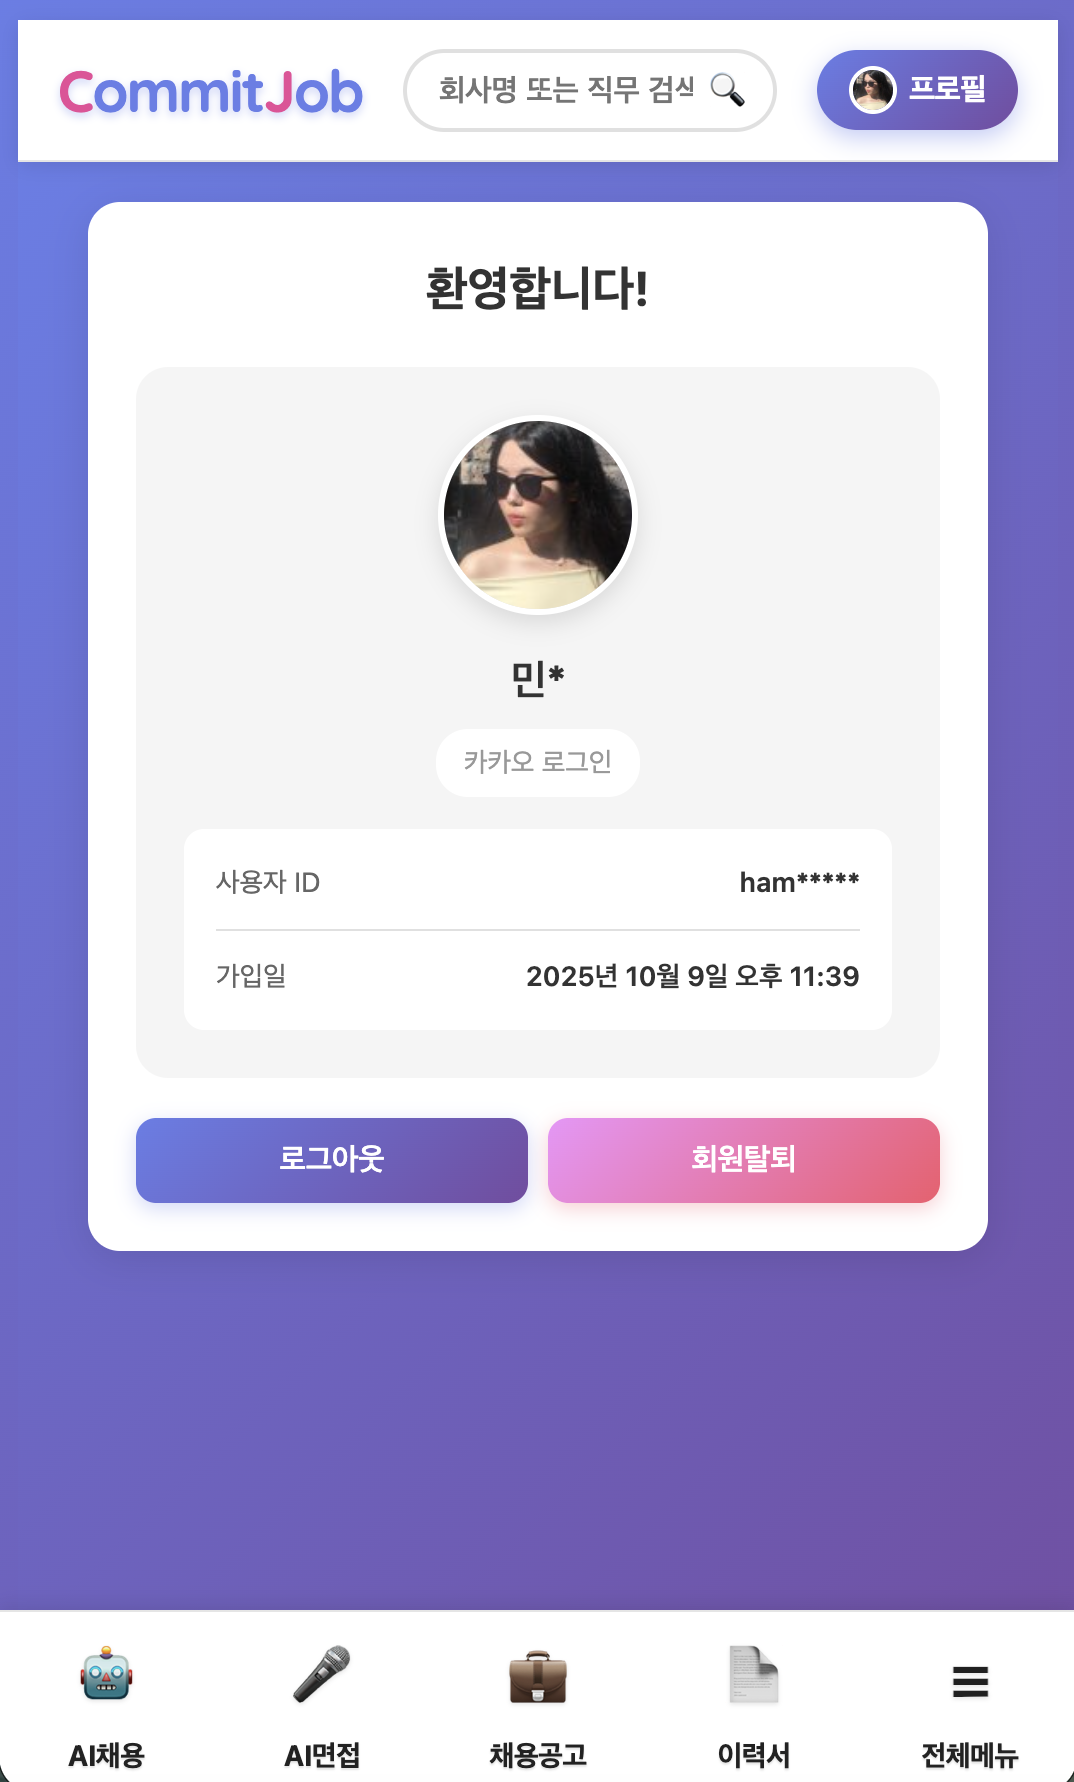 CommitJob
회사명 또는 직무 검색
프로필
환영합니다!
민*
카카오 로그인
사용자 ID
ham*****
가입일
2025년 10월 9일 오후 11:39
로그아웃
회원탈퇴
AI채용
AI면접
채용공고
이력서
전체메뉴